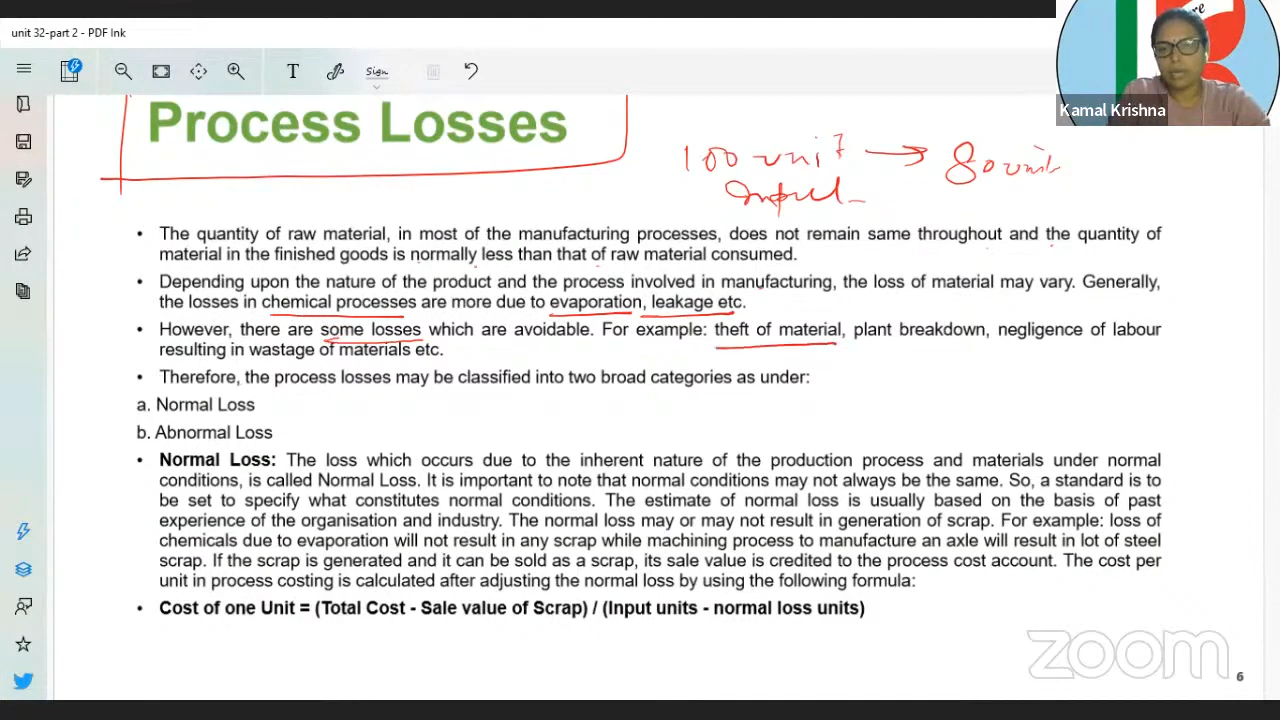 unit 32-part 2 - PDF Ink
Sign
Kamal Krishna
Process Losses
100 unit → 80 units
Input
• The quantity of raw material, in most of the manufacturing processes, does not remain same throughout and the quantity of
material in the finished goods is normally less than that of raw material consumed.
• Depending upon the nature of the product and the process involved in manufacturing, the loss of material may vary. Generally,
the losses in chemical processes are more due to evaporation, leakage etc.
• However, there are some losses which are avoidable. For example: theft of material, plant breakdown, negligence of labour
resulting in wastage of materials etc.
• Therefore, the process losses may be classified into two broad categories as under:
a. Normal Loss
b. Abnormal Loss
• Normal Loss: The loss which occurs due to the inherent nature of the production process and materials under normal
conditions, is called Normal Loss. It is important to note that normal conditions may not always be the same. So, a standard is to
be set to specify what constitutes normal conditions. The estimate of normal loss is usually based on the basis of past
experience of the organisation and industry. The normal loss may or may not result in generation of scrap. For example: loss of
chemicals due to evaporation will not result in any scrap while machining process to manufacture an axle will result in lot of steel
scrap. If the scrap is generated and it can be sold as a scrap, its sale value is credited to the process cost account. The cost per
unit in process costing is calculated after adjusting the normal loss by using the following formula:
• Cost of one Unit = (Total Cost - Sale value of Scrap) / (Input units - normal loss units)
zoom
6